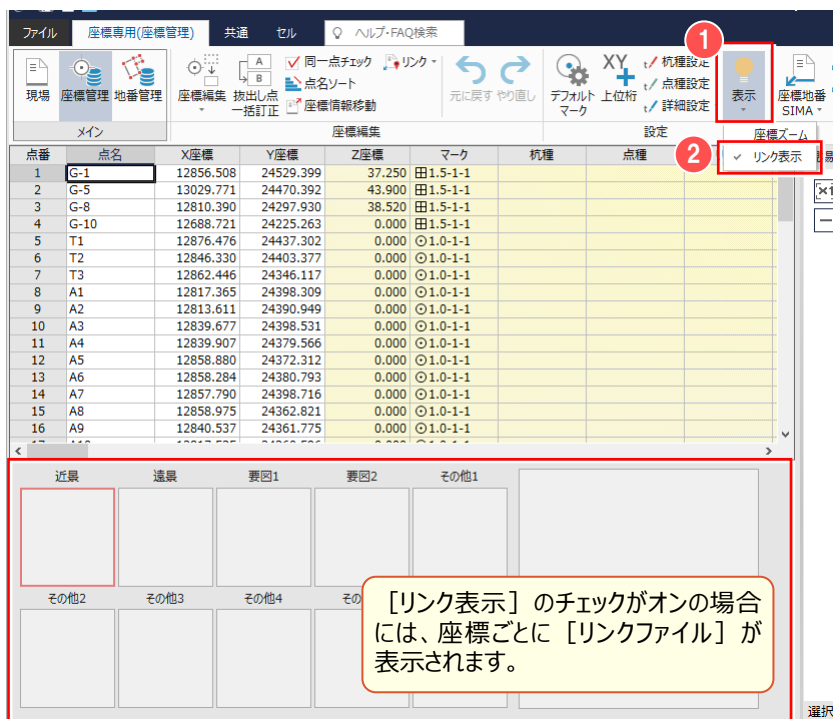 ファイル 座標専用(座標管理) 共通 セル ヘルプ・FAQ検索
1
現場 座標管理 地番管理 座標編集 抜出し点 一括訂正 A B 同一点チェック リンク 点名ソート 座標情報移動 元に戻す やり直し デフォルト マーク XY 上位桁 杭種設定 点種設定 詳細設定 表示 座標地番 SIMA
メイン 座標編集 設定 座標ズーム
2 リンク表示
点番 点名 X座標 Y座標 Z座標 マーク 杭種 点種
1 G-1 12856.508 24529.399 37.250 田1.5-1-1
2 G-5 13029.771 24470.392 43.900 田1.5-1-1
3 G-8 12810.390 24297.930 38.520 田1.5-1-1
4 G-10 12688.721 24225.263 0.000 田1.5-1-1
5 T1 12876.476 24437.302 0.000 ⊙1.0-1-1
6 T2 12846.330 24403.377 0.000 ⊙1.0-1-1
7 T3 12862.446 24346.117 0.000 ⊙1.0-1-1
8 A1 12817.365 24398.309 0.000 ⊙1.0-1-1
9 A2 12813.611 24390.949 0.000 ⊙1.0-1-1
10 A3 12839.677 24398.531 0.000 ⊙1.0-1-1
11 A4 12839.907 24379.566 0.000 ⊙1.0-1-1
12 A5 12858.880 24372.312 0.000 ⊙1.0-1-1
13 A6 12858.284 24380.793 0.000 ⊙1.0-1-1
14 A7 12857.790 24398.716 0.000 ⊙1.0-1-1
15 A8 12858.975 24362.821 0.000 ⊙1.0-1-1
16 A9 12840.537 24361.775 0.000 ⊙1.0-1-1
近景 遠景 要図1 要図2 その他1
その他2 その他3 その他4 その
［リンク表示］のチェックがオンの場合
には、座標ごとに［リンクファイル］が
表示されます。
選択